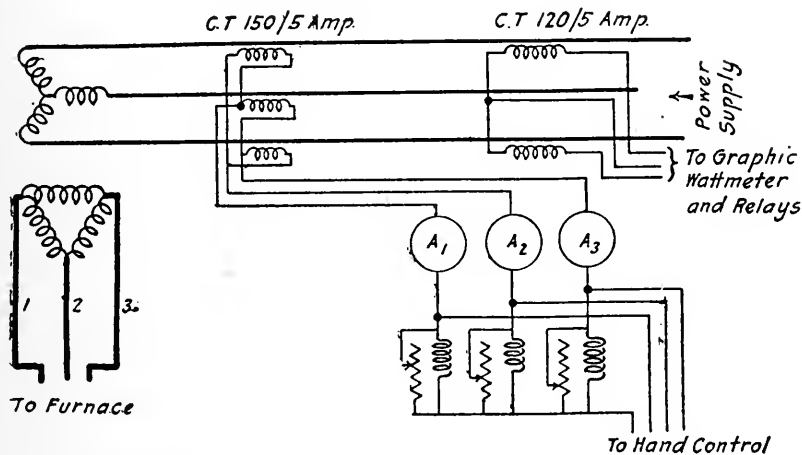 C.T 150/5 Amp.
C.T 120/5 Amp.
Power
Supply
To Graphic
Wattmeter
and Relays
A1
A2
A3
1
2
3
To Furnace
To Hand Control